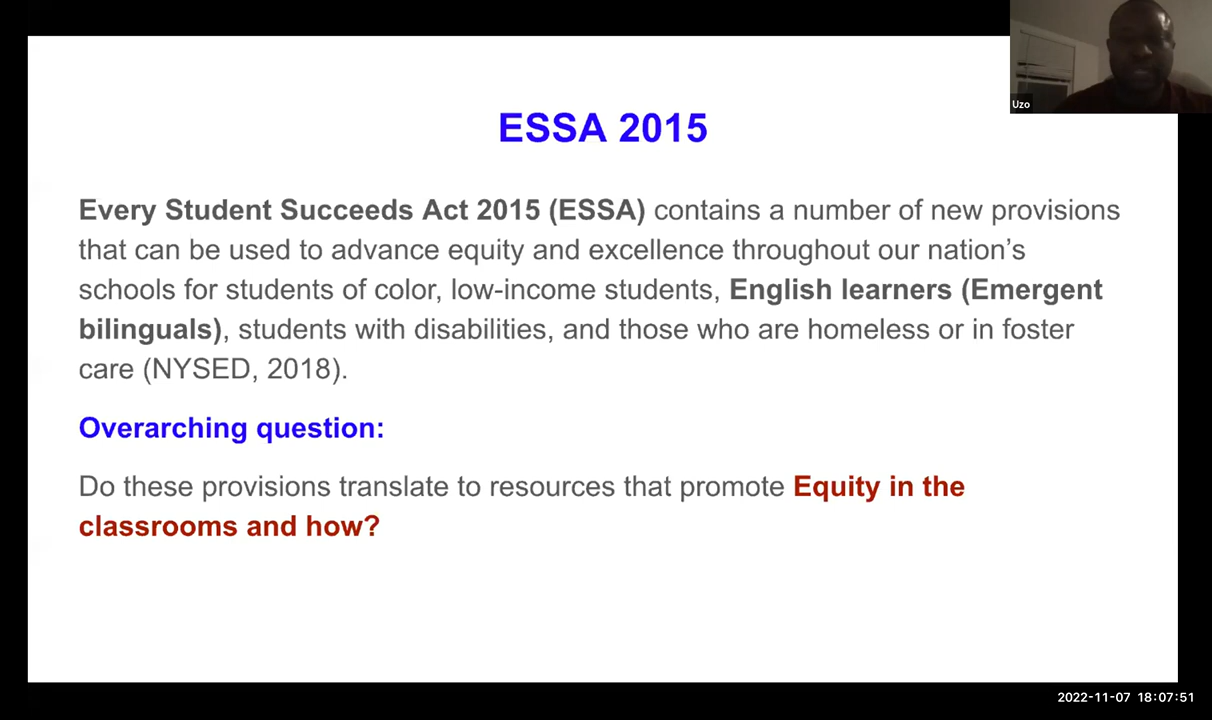 Uzo
ESSA 2015
Every Student Succeeds Act 2015 (ESSA) contains a number of new provisions
that can be used to advance equity and excellence throughout our nation’s
schools for students of color, low-income students, English learners (Emergent
bilinguals), students with disabilities, and those who are homeless or in foster
care (NYSED, 2018).
Overarching question:
Do these provisions translate to resources that promote Equity in the
classrooms and how?
2022-11-07 18:07:51